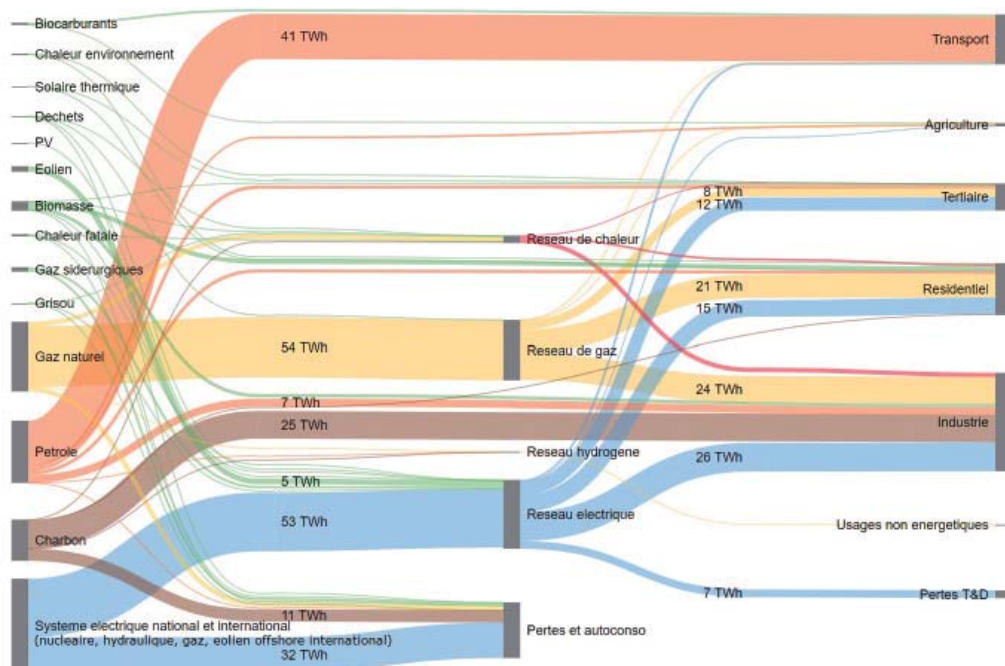 Biocarburants
41 TWh
Transport
Chaleur environnement
Solaire thermique
Dechets
Agriculture
PV
Eolien
8 TWh
Tertiaire
12 TWh
Biomasse
Chaleur fatale
Reseau de chaleur
Gaz siderurgiques
21 TWh
Residentiel
Grisou
15 TWh
Gaz naturel
54 TWh
Reseau de gaz
24 TWh
7 TWh
25 TWh
Industrie
Petrole
Reseau hydrogene
26 TWh
5 TWh
Reseau electrique
53 TWh
Usages non energetiques
Charbon
7 TWh
Pertes T&D
11 TWh
Systeme electrique national et international
(nucleaire, hydraulique, gaz, eolien offshore international)
Pertes et autoconso
32 TWh